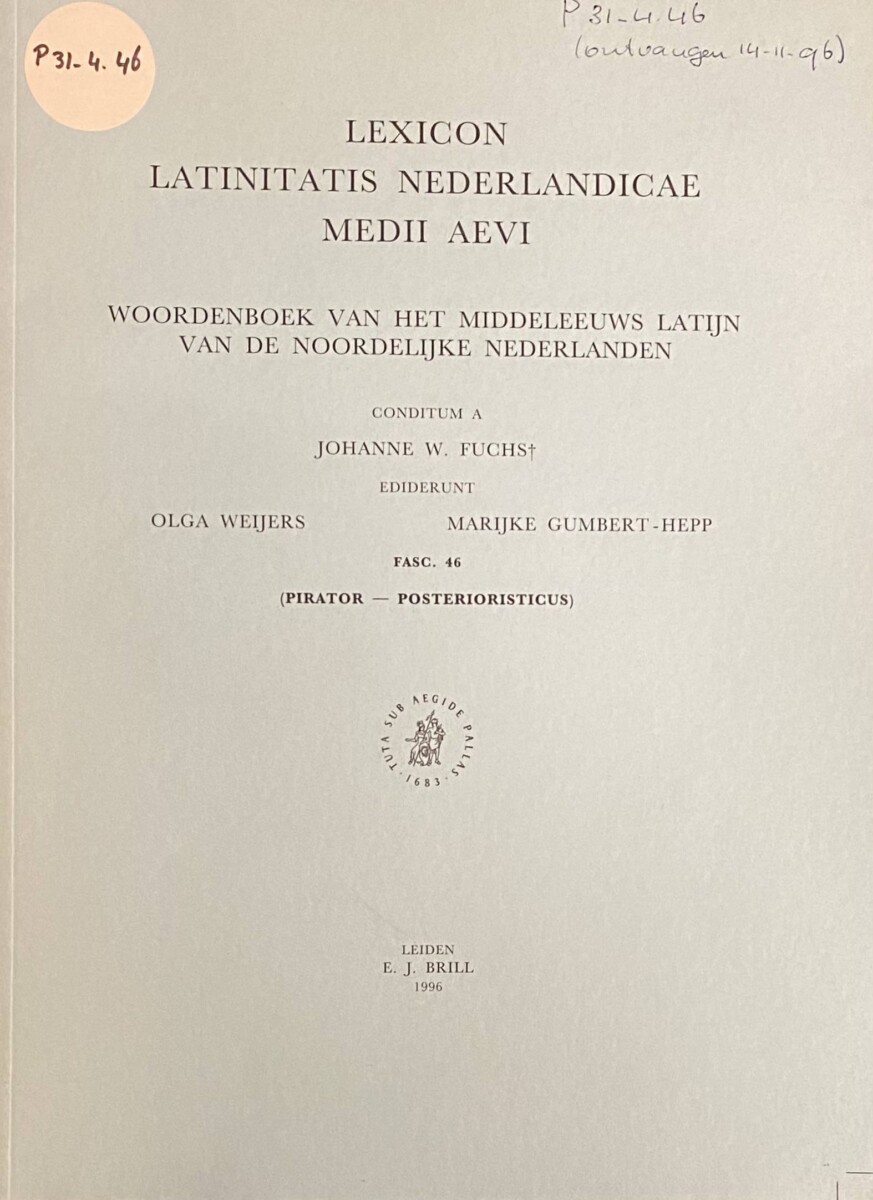 P 31-4.46
P 31-4.46
(ontvangen 14-11-96)
LEXICON
LATINITATIS NEDERLANDICAE
MEDII AEVI
WOORDENBOEK VAN HET MIDDELEEUWS LATIJN
VAN DE NOORDELIJKE NEDERLANDEN
CONDITUM A
JOHANNE W. FUCHS†
EDIDERUNT
OLGA WEIJERS MARIJKE GUMBERT-HEPP
FASC. 46
(PIRATOR — POSTERIORISTICUS)
TUTA SUB AEGIDE PALLAS · 1683 ·
LEIDEN
E. J. BRILL
1996